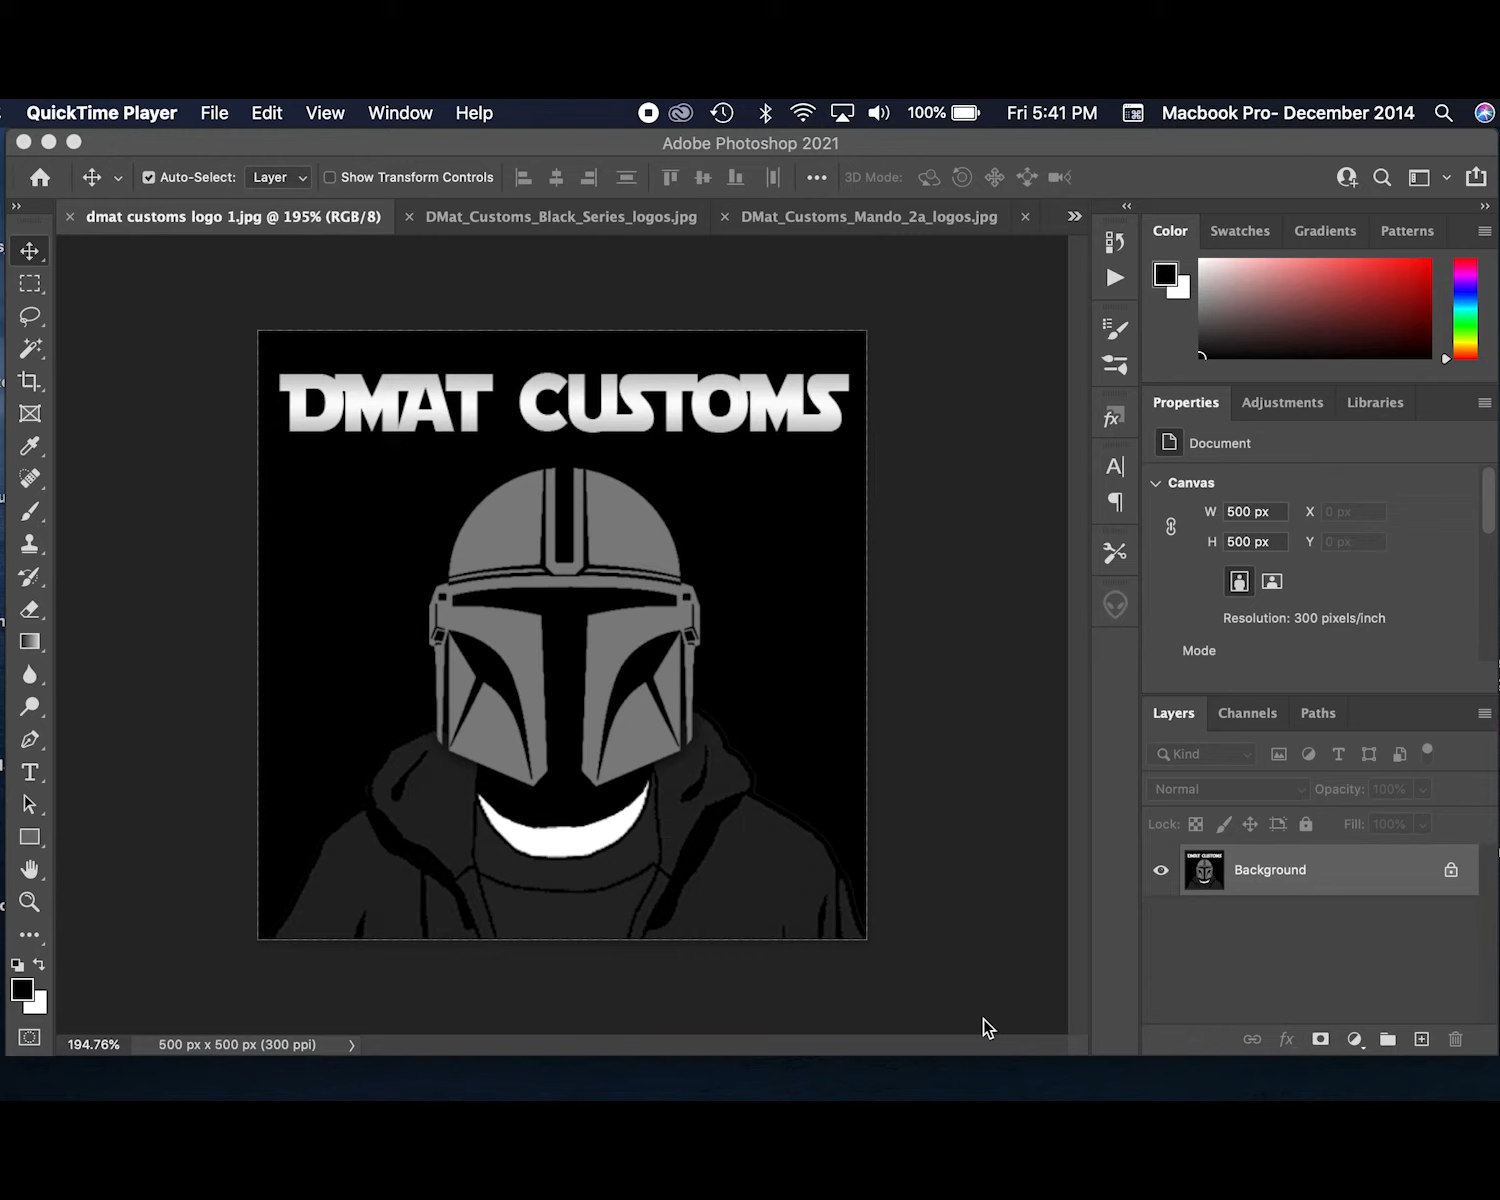 QuickTime Player File Edit View Window Help 100% Fri 5:41 PM Macbook Pro- December 2014
Adobe Photoshop 2021
Auto-Select: Layer Show Transform Controls 3D Mode:
dmat customs logo 1.jpg @ 195% (RGB/8) DMat_Customs_Black_Series_logos.jpg DMat_Customs_Mando_2a_logos.jpg
Color Swatches Gradients Patterns
DMAT CUSTOMS
Properties Adjustments Libraries
Document
Canvas
W 500 px X 0 px
H 500 px Y 0 px
Resolution: 300 pixels/inch
Mode
Layers Channels Paths
Kind
Normal Opacity: 100%
Lock: Fill: 100%
DMAT CUSTOMS
Background
194.76% 500 px x 500 px (300 ppi)